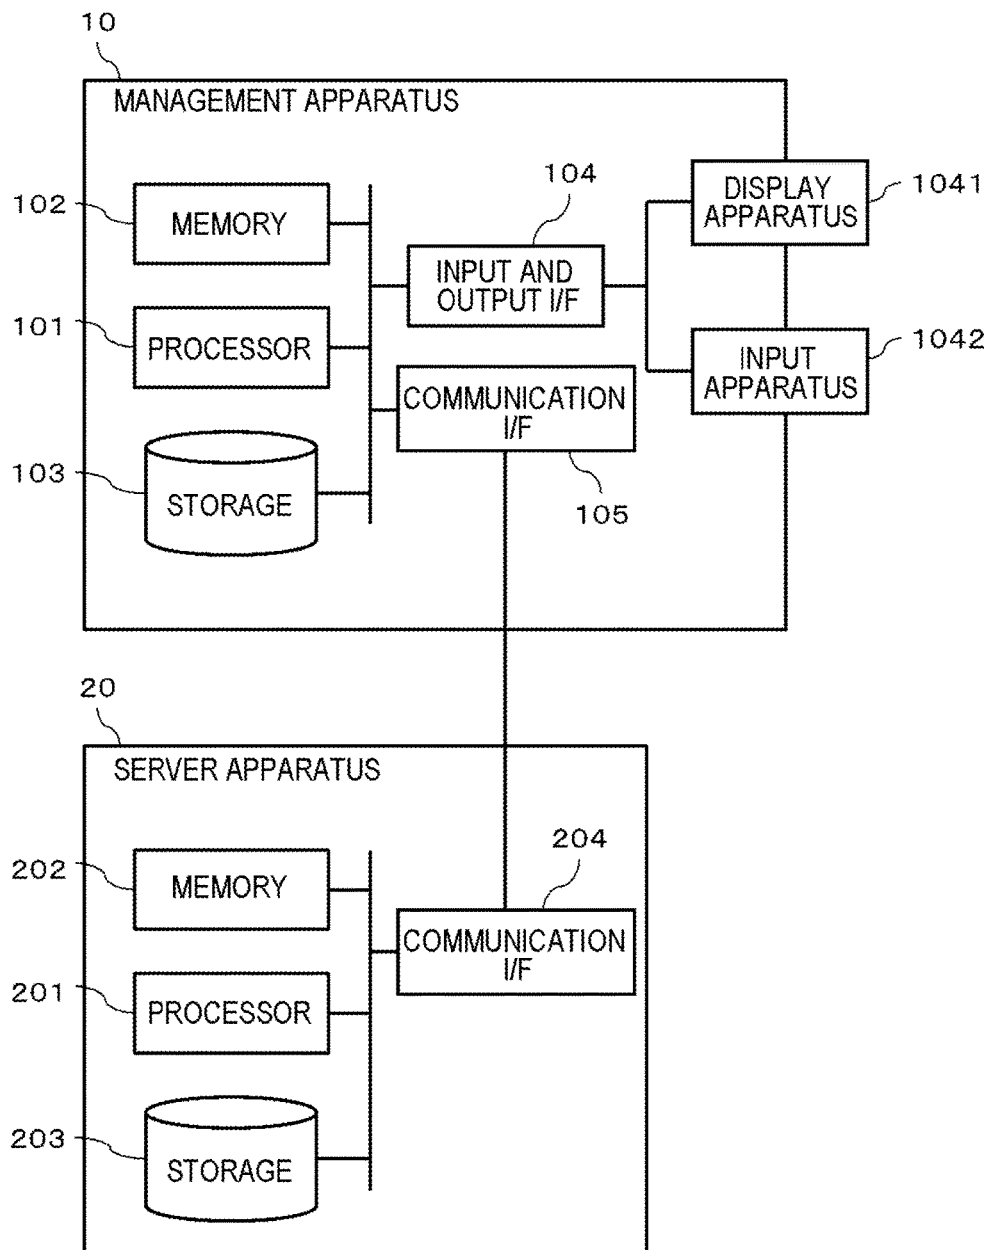 10
MANAGEMENT APPARATUS
102
MEMORY
104
DISPLAY
APPARATUS
1041
INPUT AND
OUTPUT I/F
101
PROCESSOR
INPUT
APPARATUS
1042
COMMUNICATION
I/F
103
STORAGE
105
20
SERVER APPARATUS
202
MEMORY
204
COMMUNICATION
I/F
201
PROCESSOR
203
STORAGE